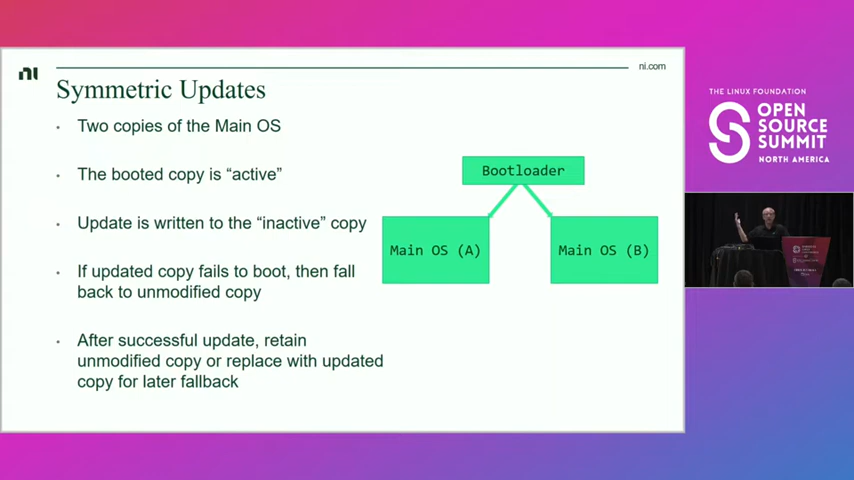 ni
ni.com
Symmetric Updates
Two copies of the Main OS
The booted copy is “active”
Update is written to the “inactive” copy
If updated copy fails to boot, then fall
back to unmodified copy
After successful update, retain
unmodified copy or replace with updated
copy for later fallback
Bootloader
Main OS (A)
Main OS (B)
THE LINUX FOUNDATION
OPEN
SOURCE
SUMMIT
NORTH AMERICA